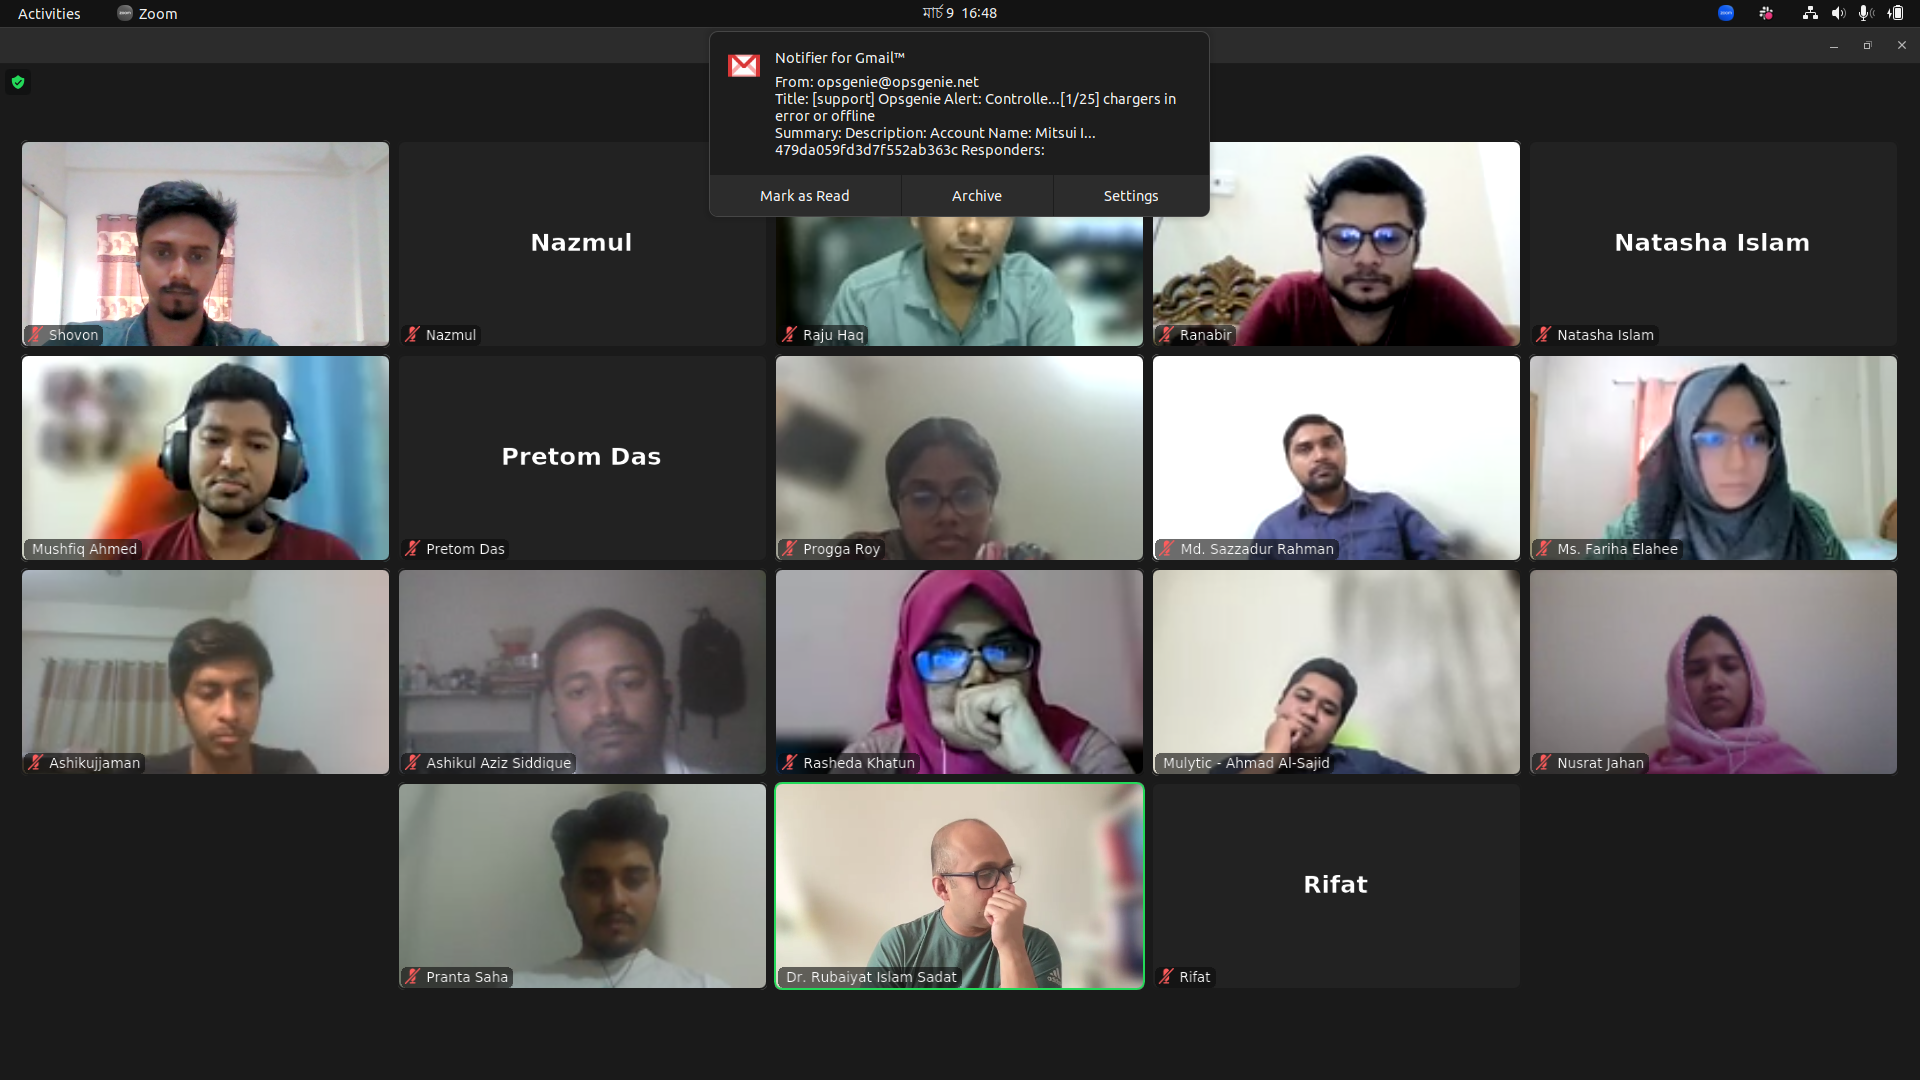 Activities
zoom Zoom
মার্চ 9 16:48
Notifier for Gmail™
From: opsgenie@opsgenie.net
Title: [support] Opsgenie Alert: Controlle...[1/25] chargers in
error or offline
Summary: Description: Account Name: Mitsui I...
479da059fd3d7f552ab363c Responders:
Mark as Read
Archive
Settings
Nazmul
Natasha Islam
Shovon
Nazmul
Raju Haq
Ranabir
Natasha Islam
Pretom Das
Mushfiq Ahmed
Pretom Das
Progga Roy
Md. Sazzadur Rahman
Ms. Fariha Elahee
Ashikujjaman
Ashikul Aziz Siddique
Rasheda Khatun
Mulytic - Ahmad Al-Sajid
Nusrat Jahan
Rifat
Pranta Saha
Dr. Rubaiyat Islam Sadat
Rifat